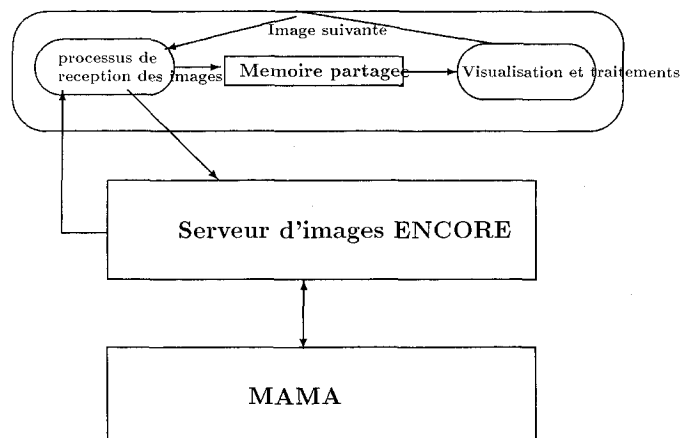 Image suivante
processus de
reception des images
Memoire partagee
Visualisation et traitements
Serveur d'images ENCORE
MAMA